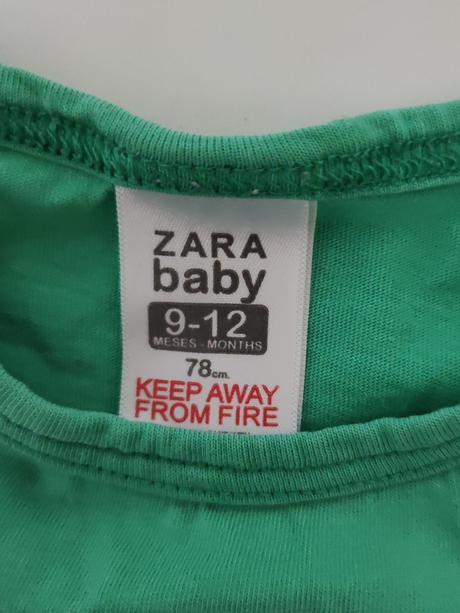 ZARA
baby
9-12
MESES-MONTHS
78cm.
KEEP AWAY
FROM FIRE